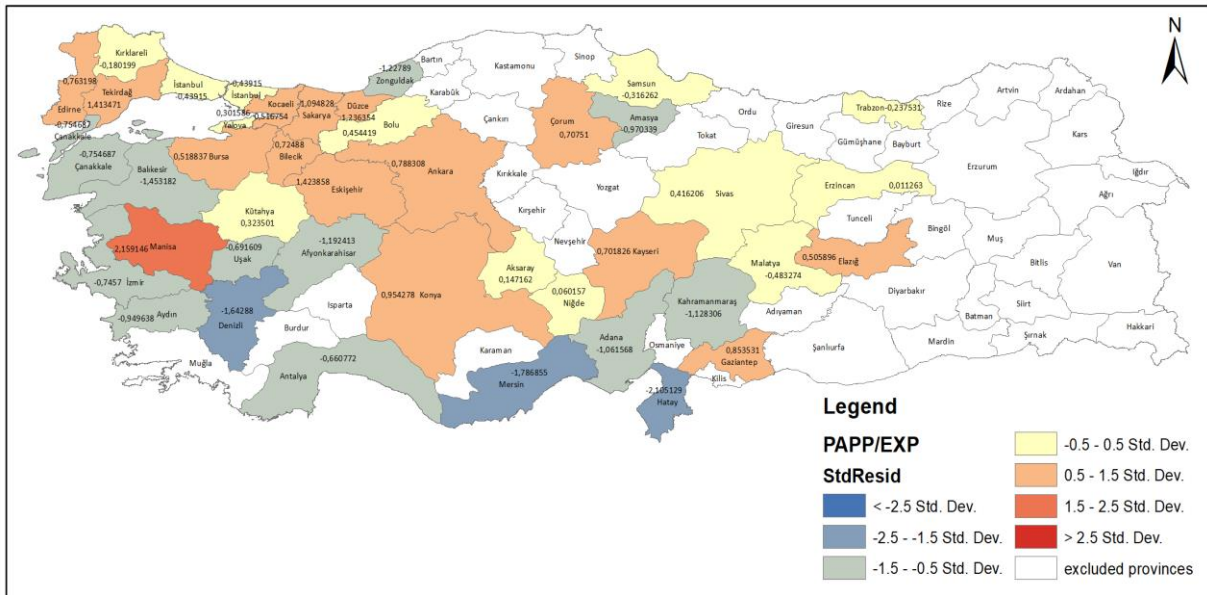 N
Kırklareli
-0,180199
-0,763198
Tekirdağ
Edirne
1,413471
İstanbul
-0,43915
-0,43915
İstanbul
-1,22789
Zonguldak
Bartın
Kastamonu
Sinop
Karabük
Samsun
-0,316262
Kocaeli
-1,094828
Düzce
0,301586
-0,516754
Sakarya
1,236154
Yalova
Bolu
0,454419
Çankırı
Çorum
0,70751
Amasya
-0,970339
Tokat
Ordu
Giresun
Trabzon
-0,237531
Rize
Artvin
Ardahan
Kars
Gümüşhane
Bayburt
Erzurum
Iğdır
Ağrı
-0,754687
Çanakkale
-0,754687
Çanakkale
Balıkesir
-1,453182
0,518837 Bursa
0,72488
Bilecik
1,423858
Eskişehir
0,788308
Ankara
Kırıkkale
Yozgat
Kırşehir
Nevşehir
0,416206
Sivas
Erzincan
0,011263
Tunceli
Bingöl
Muş
Bitlis
Van
Kütahya
0,323501
2,159146
Manisa
-0,691609
Uşak
-1,192413
Afyonkarahisar
0,701826 Kayseri
Aksaray
0,147162
0,060157
Niğde
Malatya
-0,483274
0,505896
Elazığ
Diyarbakır
Batman
Siirt
Şırnak
Hakkari
-0,7457
İzmir
-0,949638
Aydın
-1,64288
Denizli
Isparta
Burdur
0,954278 Konya
Kahramanmaraş
-1,128306
Adıyaman
Şanlıurfa
Mardin
Muğla
-0,660772
Antalya
Karaman
-1,786855
Mersin
Adana
-1,061568
Osmaniye
0,853531
Gaziantep
Kilis
-2,105129
Hatay
Legend
PAPP/EXP
StdResid
< -2.5 Std. Dev.
-2.5 - -1.5 Std. Dev.
-1.5 - -0.5 Std. Dev.
-0.5 - 0.5 Std. Dev.
0.5 - 1.5 Std. Dev.
1.5 - 2.5 Std. Dev.
> 2.5 Std. Dev.
excluded provinces